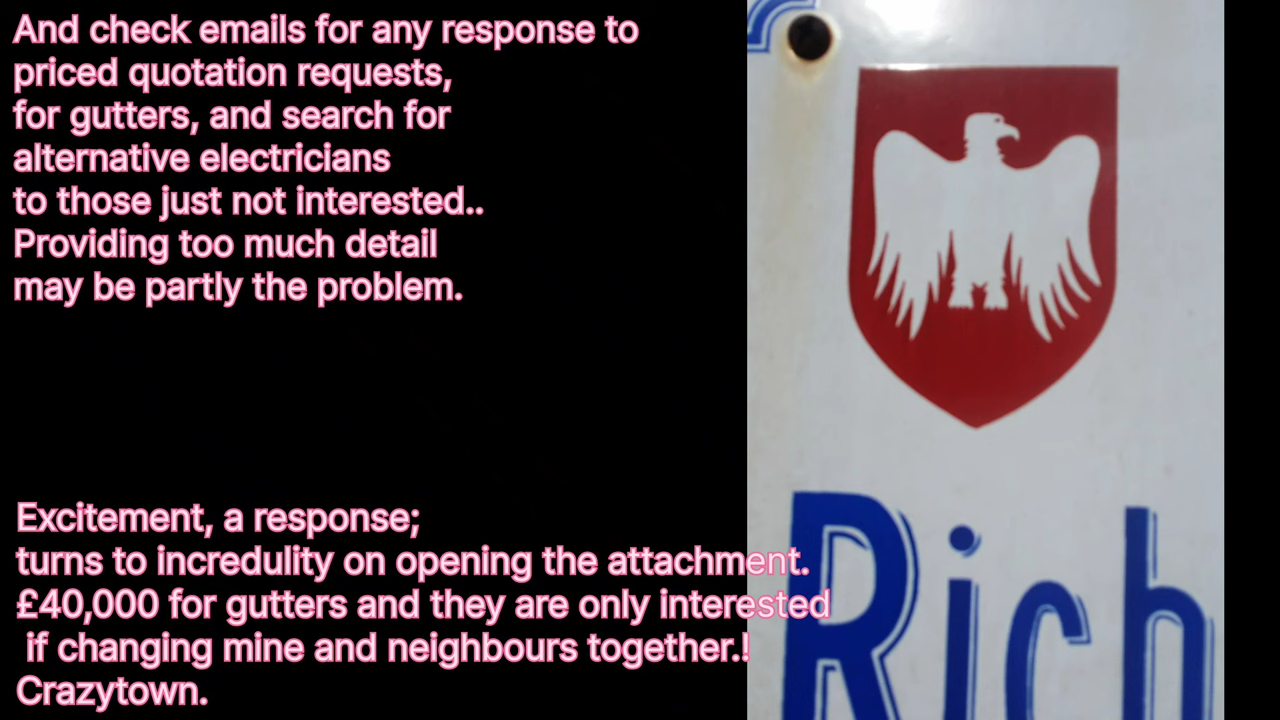 And check emails for any response to
priced quotation requests,
for gutters, and search for
alternative electricians
to those just not interested..
Providing too much detail
may be partly the problem.
Excitement, a response;
turns to incredulity on opening the attachment.
£40,000 for gutters and they are only interested
if changing mine and neighbours together.!
Crazytown.
Rich